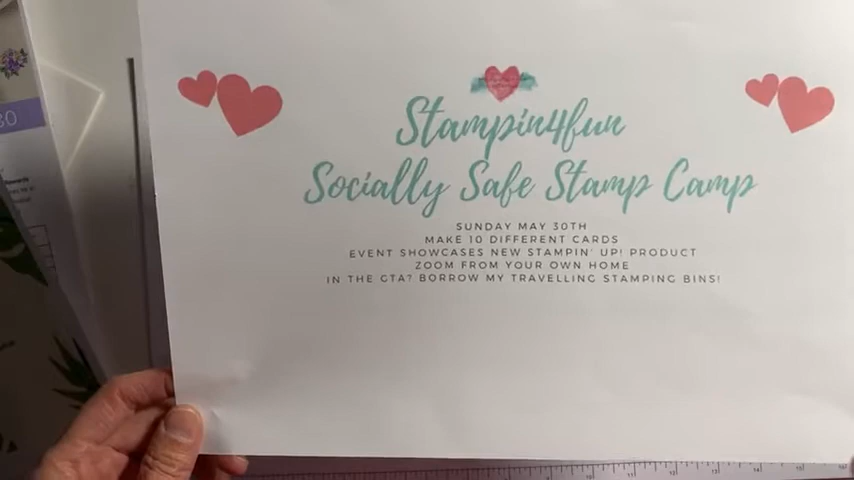 Stampin4fun
Socially Safe Stamp Camp
SUNDAY MAY 30TH
MAKE 10 DIFFERENT CARDS
EVENT SHOWCASES NEW STAMPIN' UP! PRODUCT
ZOOM FROM YOUR OWN HOME
IN THE GTA? BORROW MY TRAVELLING STAMPING BINS!